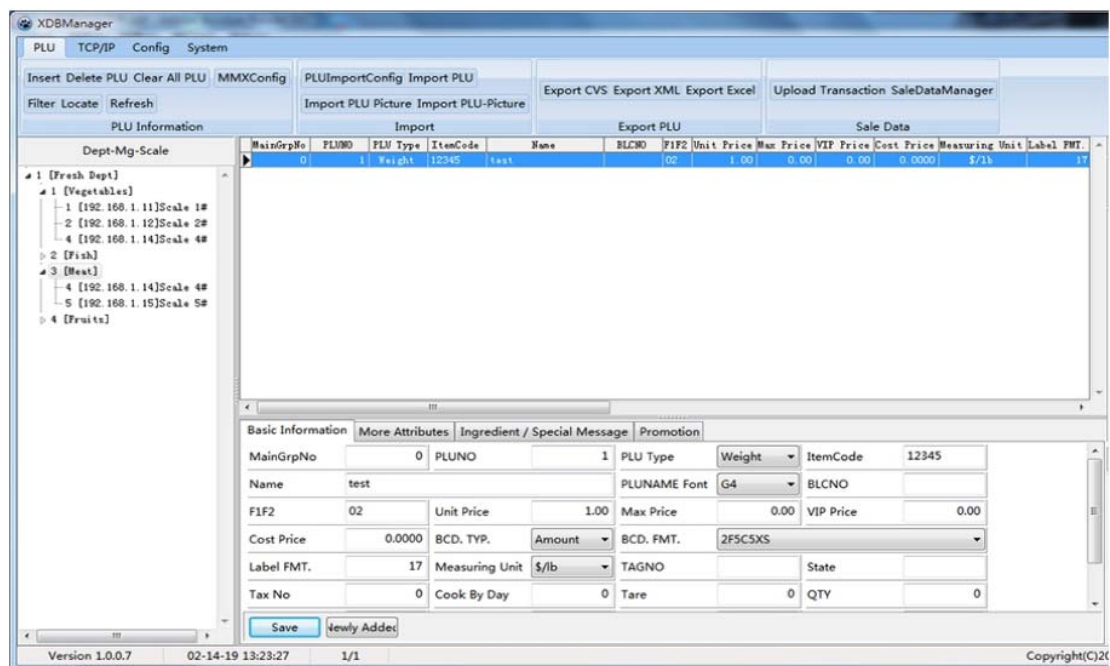 XDBManager
PLU TCP/IP Config System
Insert Delete PLU Clear All PLU MMXConfig PLUImportConfig Import PLU
Export CVS Export XML Export Excel Upload Transaction SaleDataManager
Filter Locate Refresh Import PLU Picture Import PLU-Picture
PLU Information Import Export PLU Sale Data
Dept-Mg-Scale
MainGrpNo PLUNO PLU Type ItemCode Name BLCNO F1F2 Unit Price Max Price VIP Price Cost Price Measuring Unit Label FMT.
0 1 Weight 12345 test 02 1.00 0.00 0.00 0.0000 $/lb 17
1 [Fresh Dept]
1 [Vegetables]
1 [192.168.1.11]Scale 1#
2 [192.168.1.12]Scale 2#
4 [192.168.1.14]Scale 4#
2 [Fish]
3 [Meat]
4 [192.168.1.14]Scale 4#
5 [192.168.1.15]Scale 5#
4 [Fruits]
Basic Information More Attributes Ingredient / Special Message Promotion
MainGrpNo 0 PLUNO 1 PLU Type Weight ItemCode 12345
Name test PLUNAME Font G4 BLCNO
F1F2 02 Unit Price 1.00 Max Price 0.00 VIP Price 0.00
Cost Price 0.0000 BCD. TYP. Amount BCD. FMT. 2F5C5XS
Label FMT. 17 Measuring Unit $/lb TAGNO State
Tax No 0 Cook By Day 0 Tare 0 QTY 0
Save Newly Added
Version 1.0.0.7 02-14-19 13:23:27 1/1 Copyright(C)20